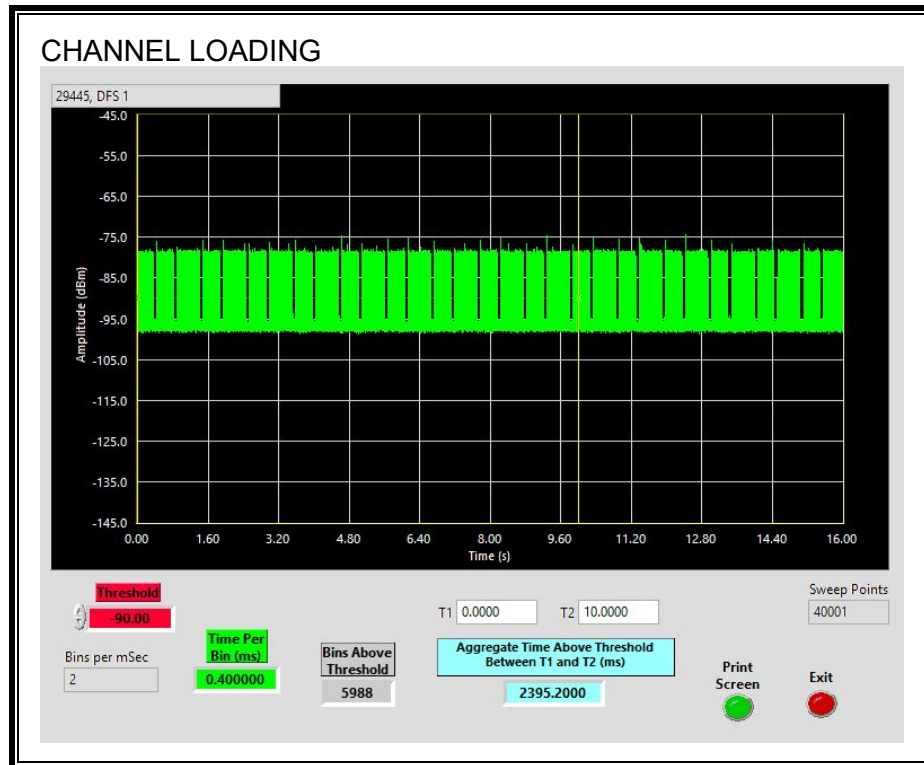 CHANNEL LOADING
29445, DFS 1
-45.0
-55.0
-65.0
-75.0
-85.0
-95.0
-105.0
-115.0
-125.0
-135.0
-145.0
Amplitude (dBm)
0.00 1.60 3.20 4.80 6.40 8.00 9.60 11.20 12.80 14.40 16.00
Time (s)
Threshold
-90.00
Bins per mSec
2
Time Per
Bin (ms)
0.400000
Bins Above
Threshold
5988
T1 0.0000 T2 10.0000
Aggregate Time Above Threshold
Between T1 and T2 (ms)
2395.2000
Sweep Points
40001
Print
Screen
Exit